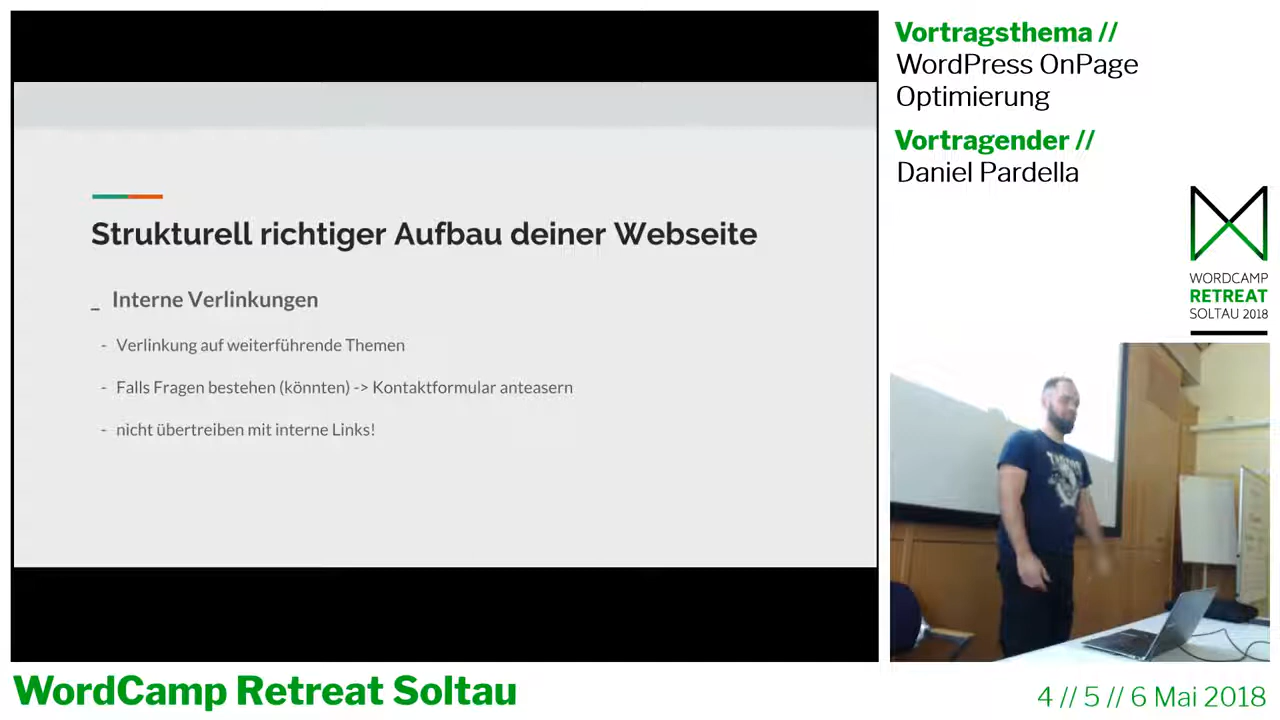 Strukturell richtiger Aufbau deiner Webseite
_ Interne Verlinkungen
- Verlinkung auf weiterführende Themen
- Falls Fragen bestehen (könnten) -> Kontaktformular anteasern
- nicht übertreiben mit interne Links!
Vortragsthema //
WordPress OnPage
Optimierung
Vortragender //
Daniel Pardella
WORDCAMP
RETREAT
SOLTAU 2018
WordCamp Retreat Soltau
4 // 5 // 6 Mai 2018